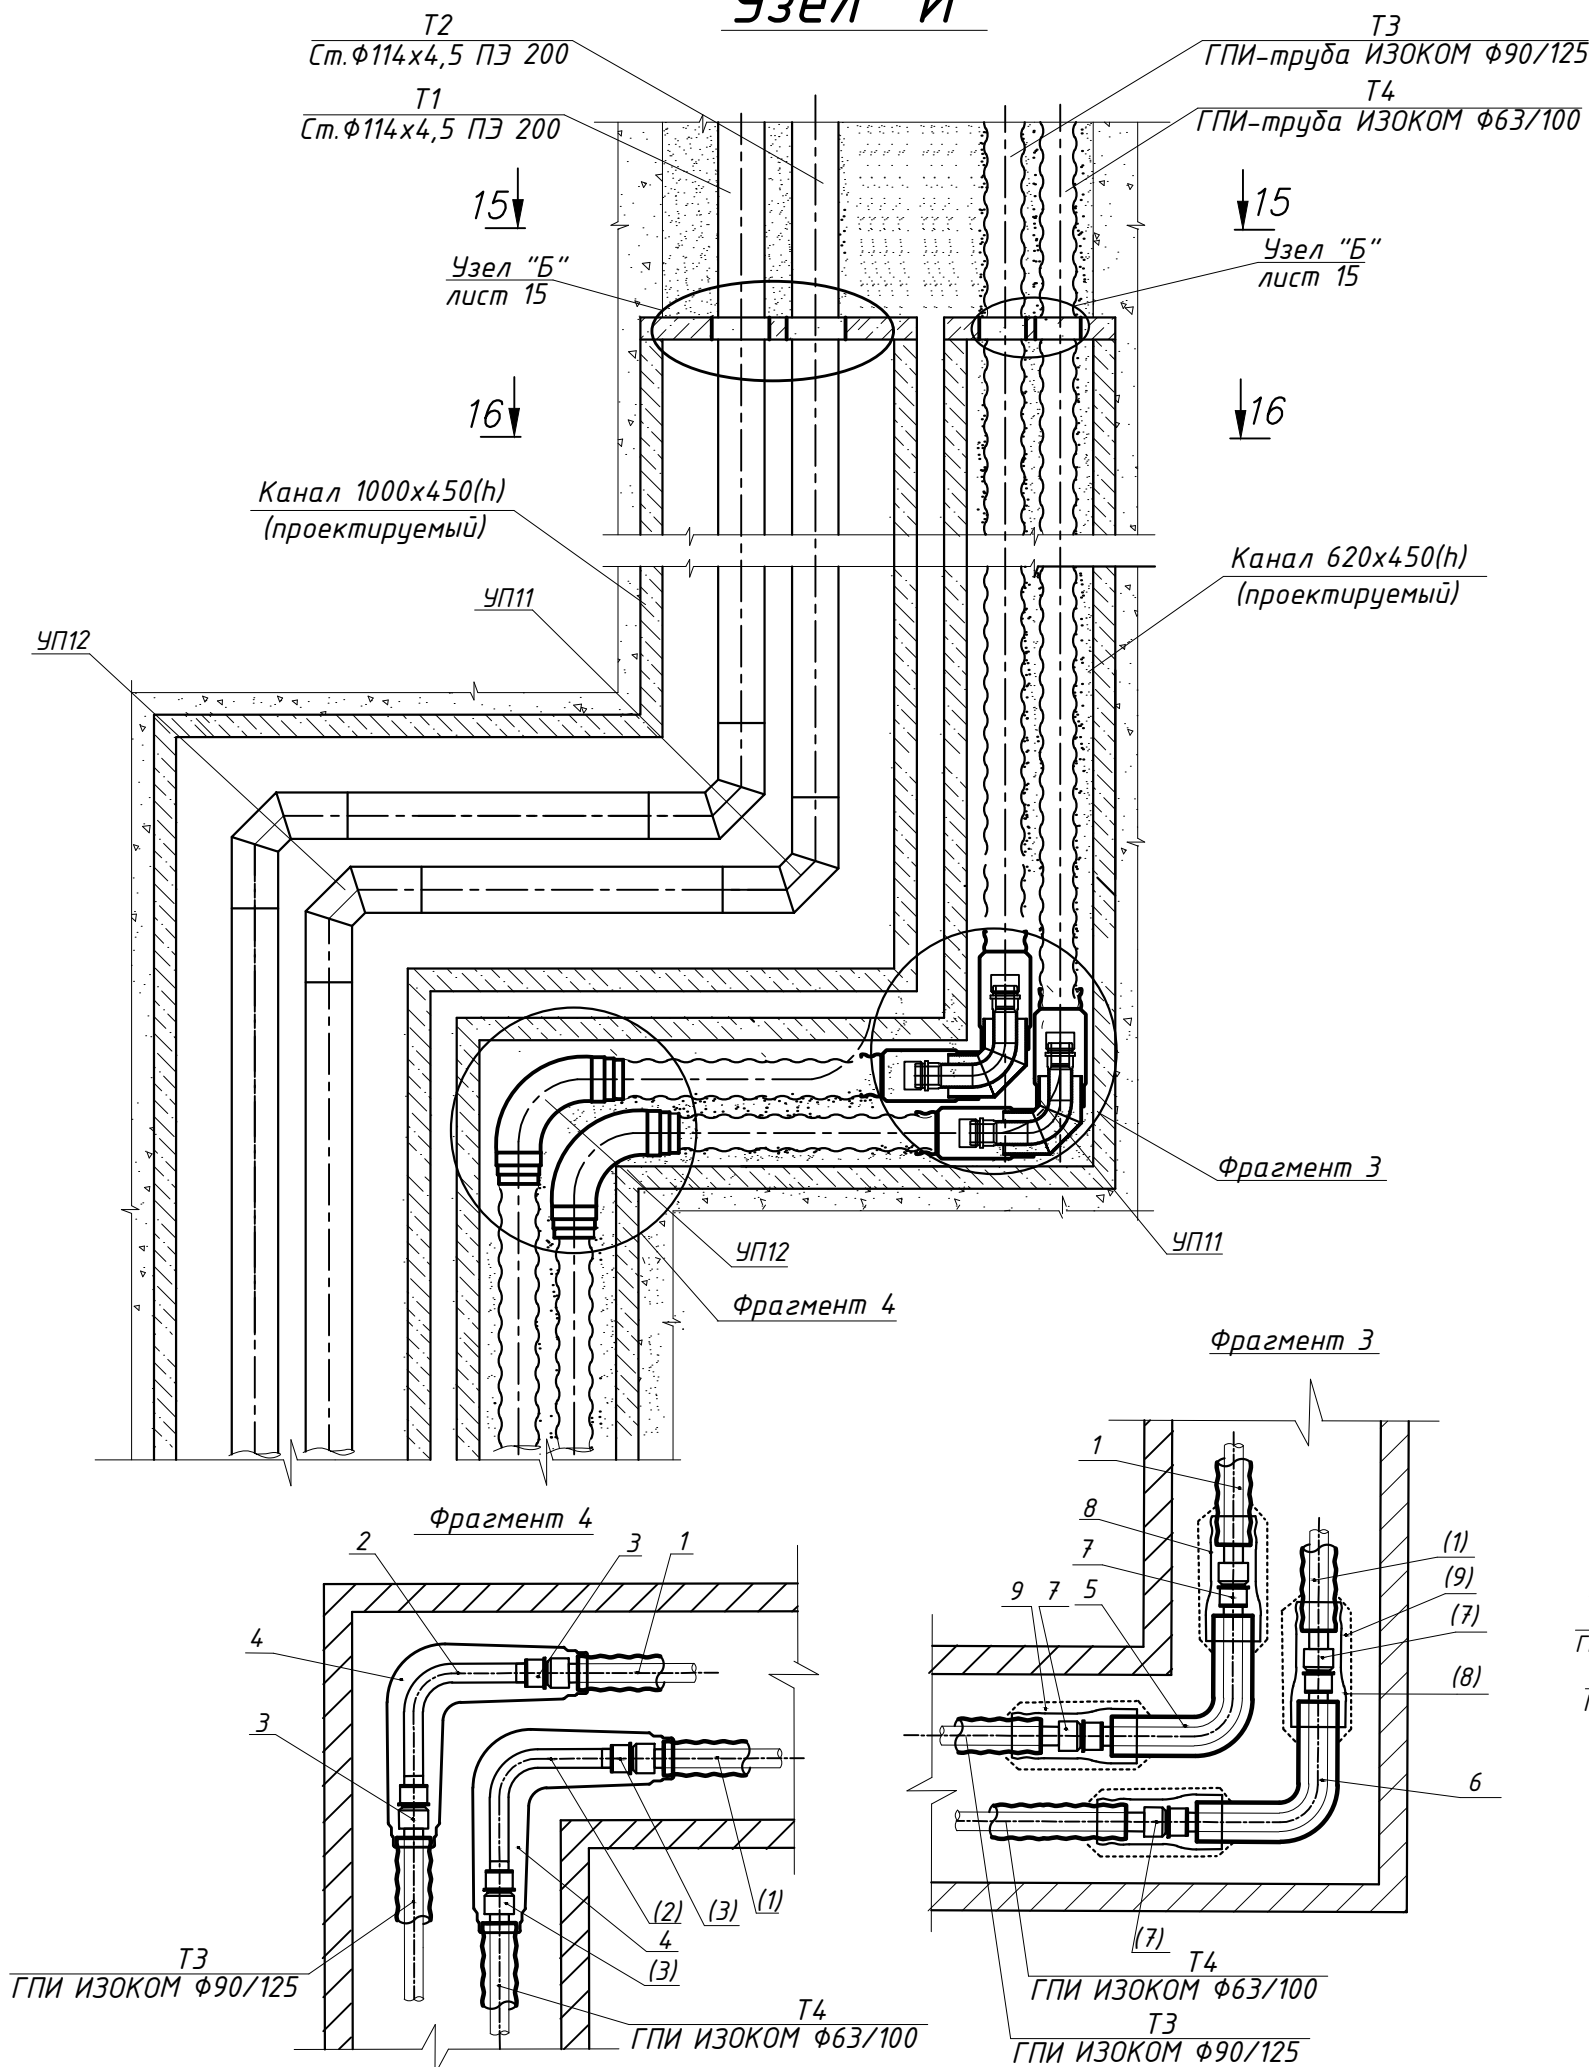 Узел "И"
Т2
Ст.Ф114х4,5 ПЭ 200
Т1
Ст.Ф114х4,5 ПЭ 200
Т3
ГПИ-труба ИЗОКОМ Ф90/125
Т4
ГПИ-труба ИЗОКОМ Ф63/100
15
15
Узел "Б"
лист 15
Узел "Б"
лист 15
16
16
Канал 1000х450(h)
(проектируемый)
Канал 620х450(h)
(проектируемый)
УП11
УП12
Фрагмент 3
УП11
УП12
Фрагмент 4
Фрагмент 3
1
8
7
9
7
5
(1)
(9)
(7)
(8)
6
(7)
Т4
ГПИ ИЗОКОМ Ф63/100
Т3
ГПИ ИЗОКОМ Ф90/125
Фрагмент 4
2
3
1
4
3
(2)
(3)
(1)
4
(3)
Т3
ГПИ ИЗОКОМ Ф90/125
Т4
ГПИ ИЗОКОМ Ф63/100